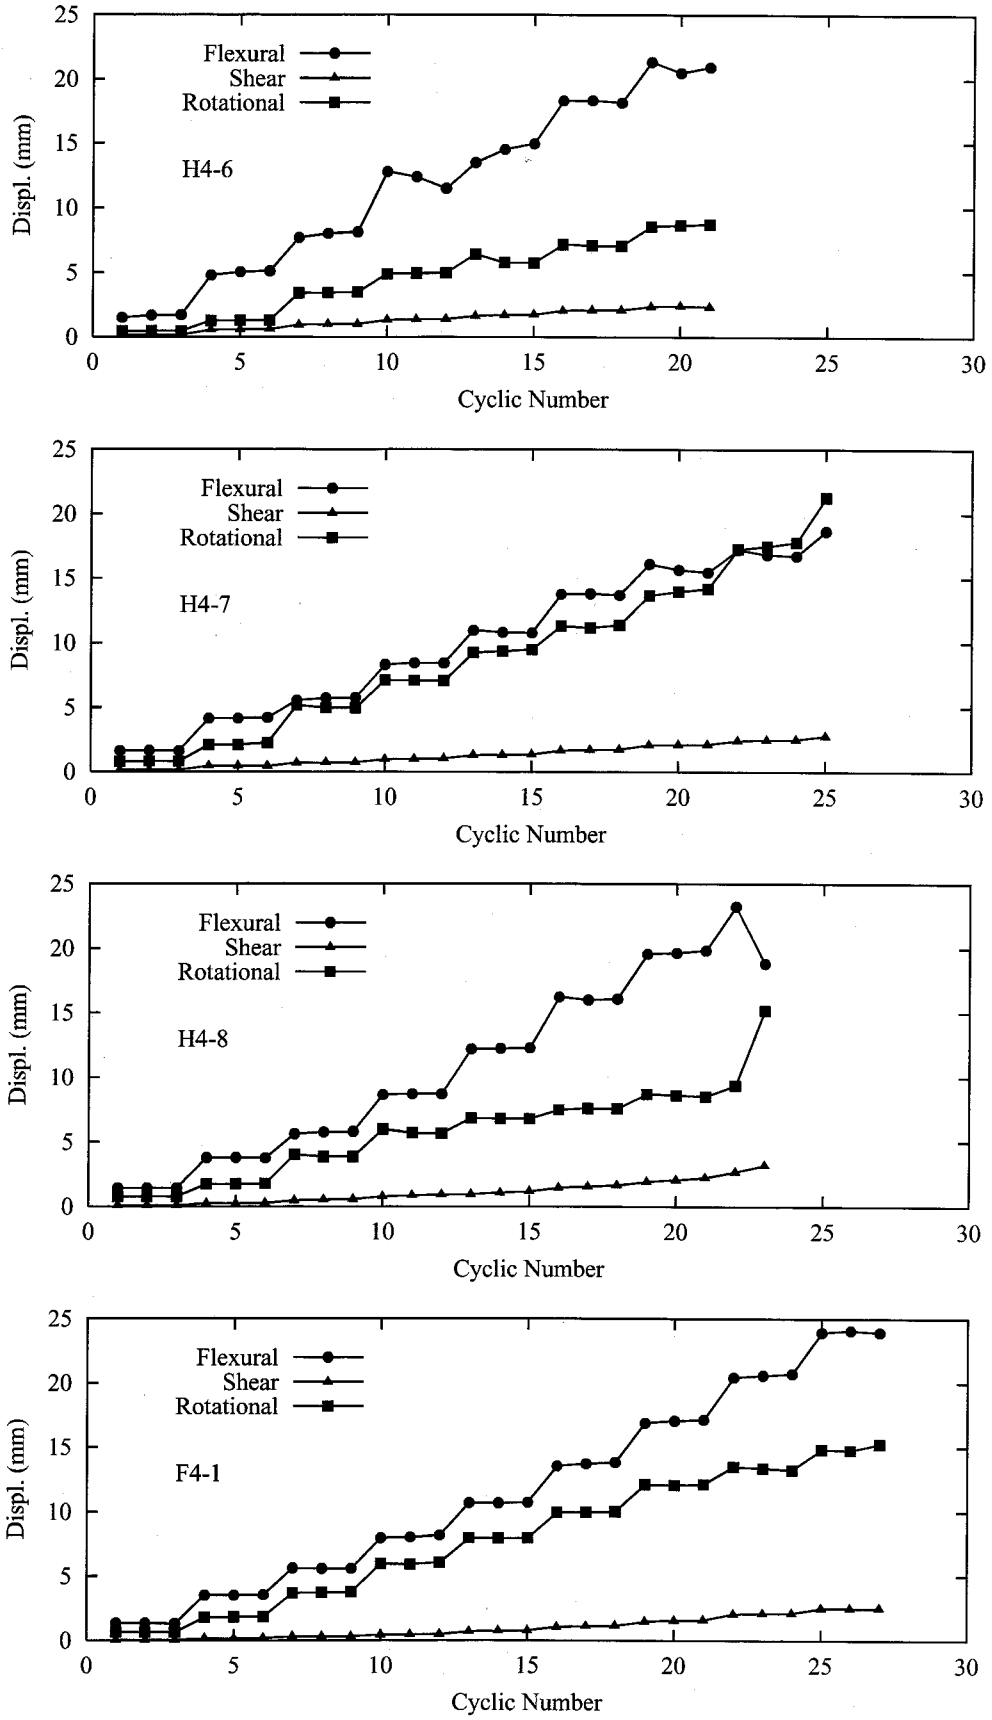 25
20
15
10
5
0
Displ. (mm)
Flexural
Shear
Rotational
H4-6
0 5 10 15 20 25 30
Cyclic Number
25
20
15
10
5
0
Displ. (mm)
Flexural
Shear
Rotational
H4-7
0 5 10 15 20 25 30
Cyclic Number
25
20
15
10
5
0
Displ. (mm)
Flexural
Shear
Rotational
H4-8
0 5 10 15 20 25 30
Cyclic Number
25
20
15
10
5
0
Displ. (mm)
Flexural
Shear
Rotational
F4-1
0 5 10 15 20 25 30
Cyclic Number